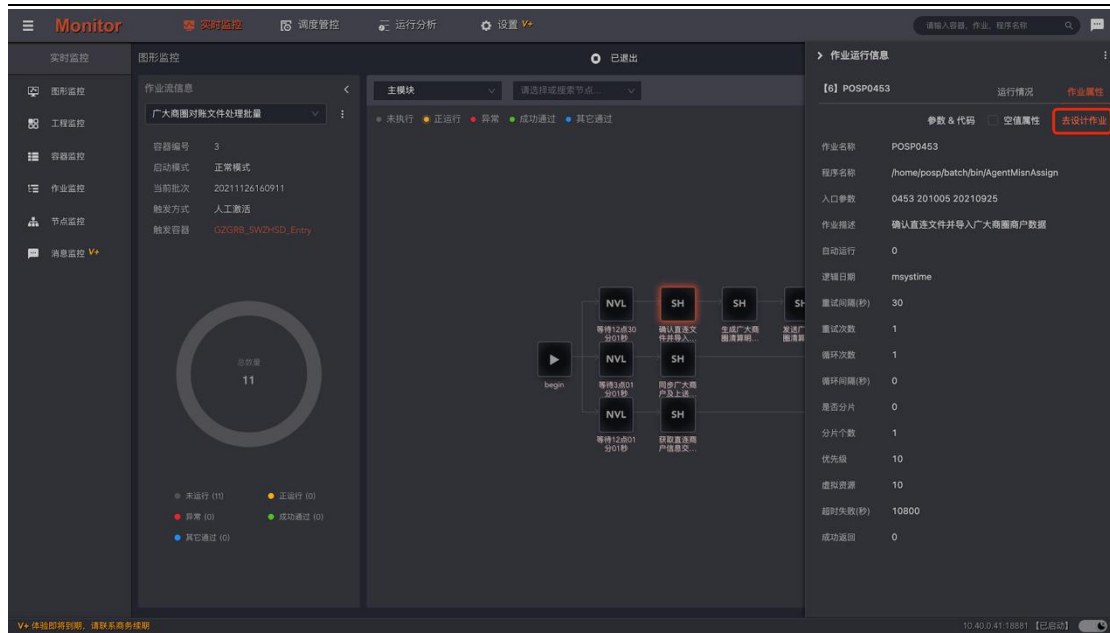 Monitor
实时监控
调度管控
运行分析
设置 V+
请输入容器、作业、程序名称
实时监控
图形监控
工程监控
容器监控
作业监控
节点监控
消息监控 V+
图形监控
已退出
作业流信息
广大商圈对账文件处理批量
容器编号 3
启动模式 正常模式
当前批次 20211126160911
触发方式 人工激活
触发容器 GZGRB_SWZHSD_Entry
总数量
11
未运行 (11)
正运行 (0)
异常 (0)
成功通过 (0)
其它通过 (0)
主模块
请选择或搜索节点...
未执行 正运行 异常 成功通过 其它通过
begin
NVL
等待12点30
分01秒
SH
确认直连文
件并导入...
SH
生成广大商
圈清算明...
SH
发送广
圈清算
NVL
等待3点01
分01秒
SH
同步广大商
户及上送...
NVL
等待12点01
分01秒
SH
获取直连商
户信息交...
作业运行信息
【6】POSP0453
运行情况
作业属性
参数 & 代码
空值属性
去设计作业
作业名称 POSP0453
程序名称 /home/posp/batch/bin/AgentMisnAssign
入口参数 0453 201005 20210925
作业描述 确认直连文件并导入广大商圈商户数据
自动运行 0
逻辑日期 msystime
重试间隔(秒) 30
重试次数 1
循环次数 1
循环间隔(秒) 0
是否分片 0
分片个数 1
优先级 10
虚拟资源 10
超时失败(秒) 10800
成功返回 0
V+ 体验即将到期，请联系商务续期
10.40.0.41:18881 【已启动】